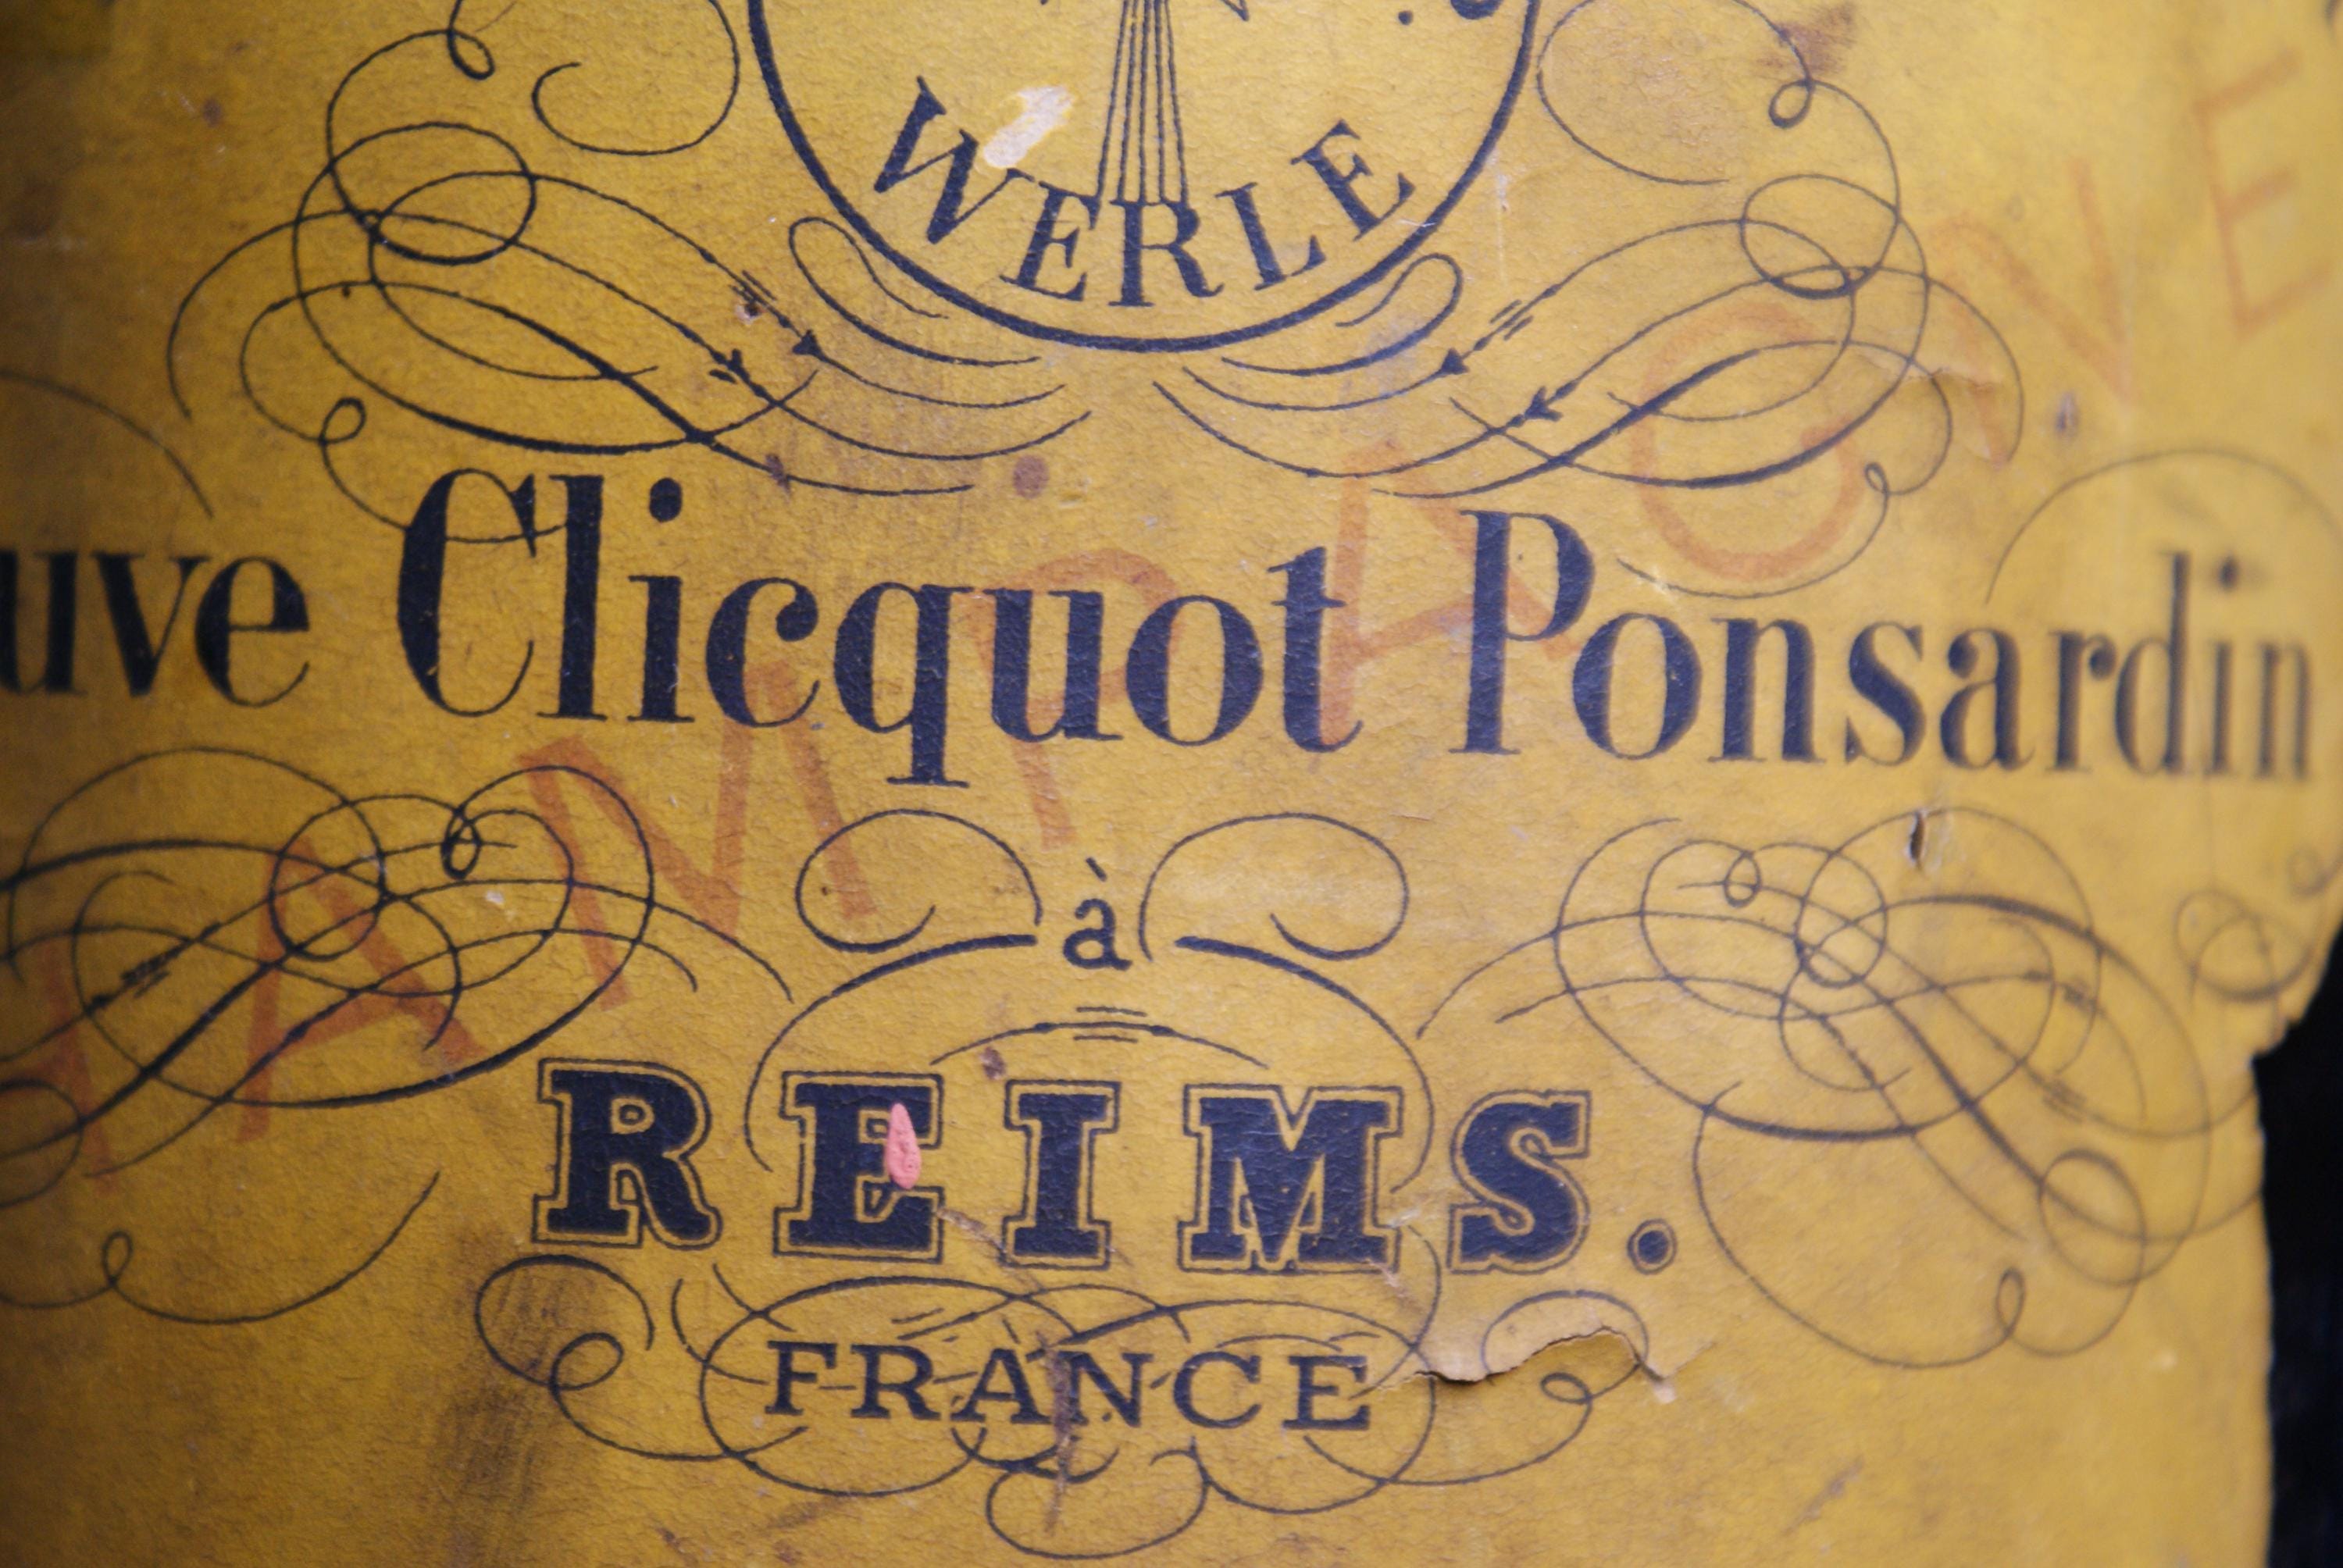 WERLE
uve Clicquot Ponsardin
à
REIMS.
FRANCE